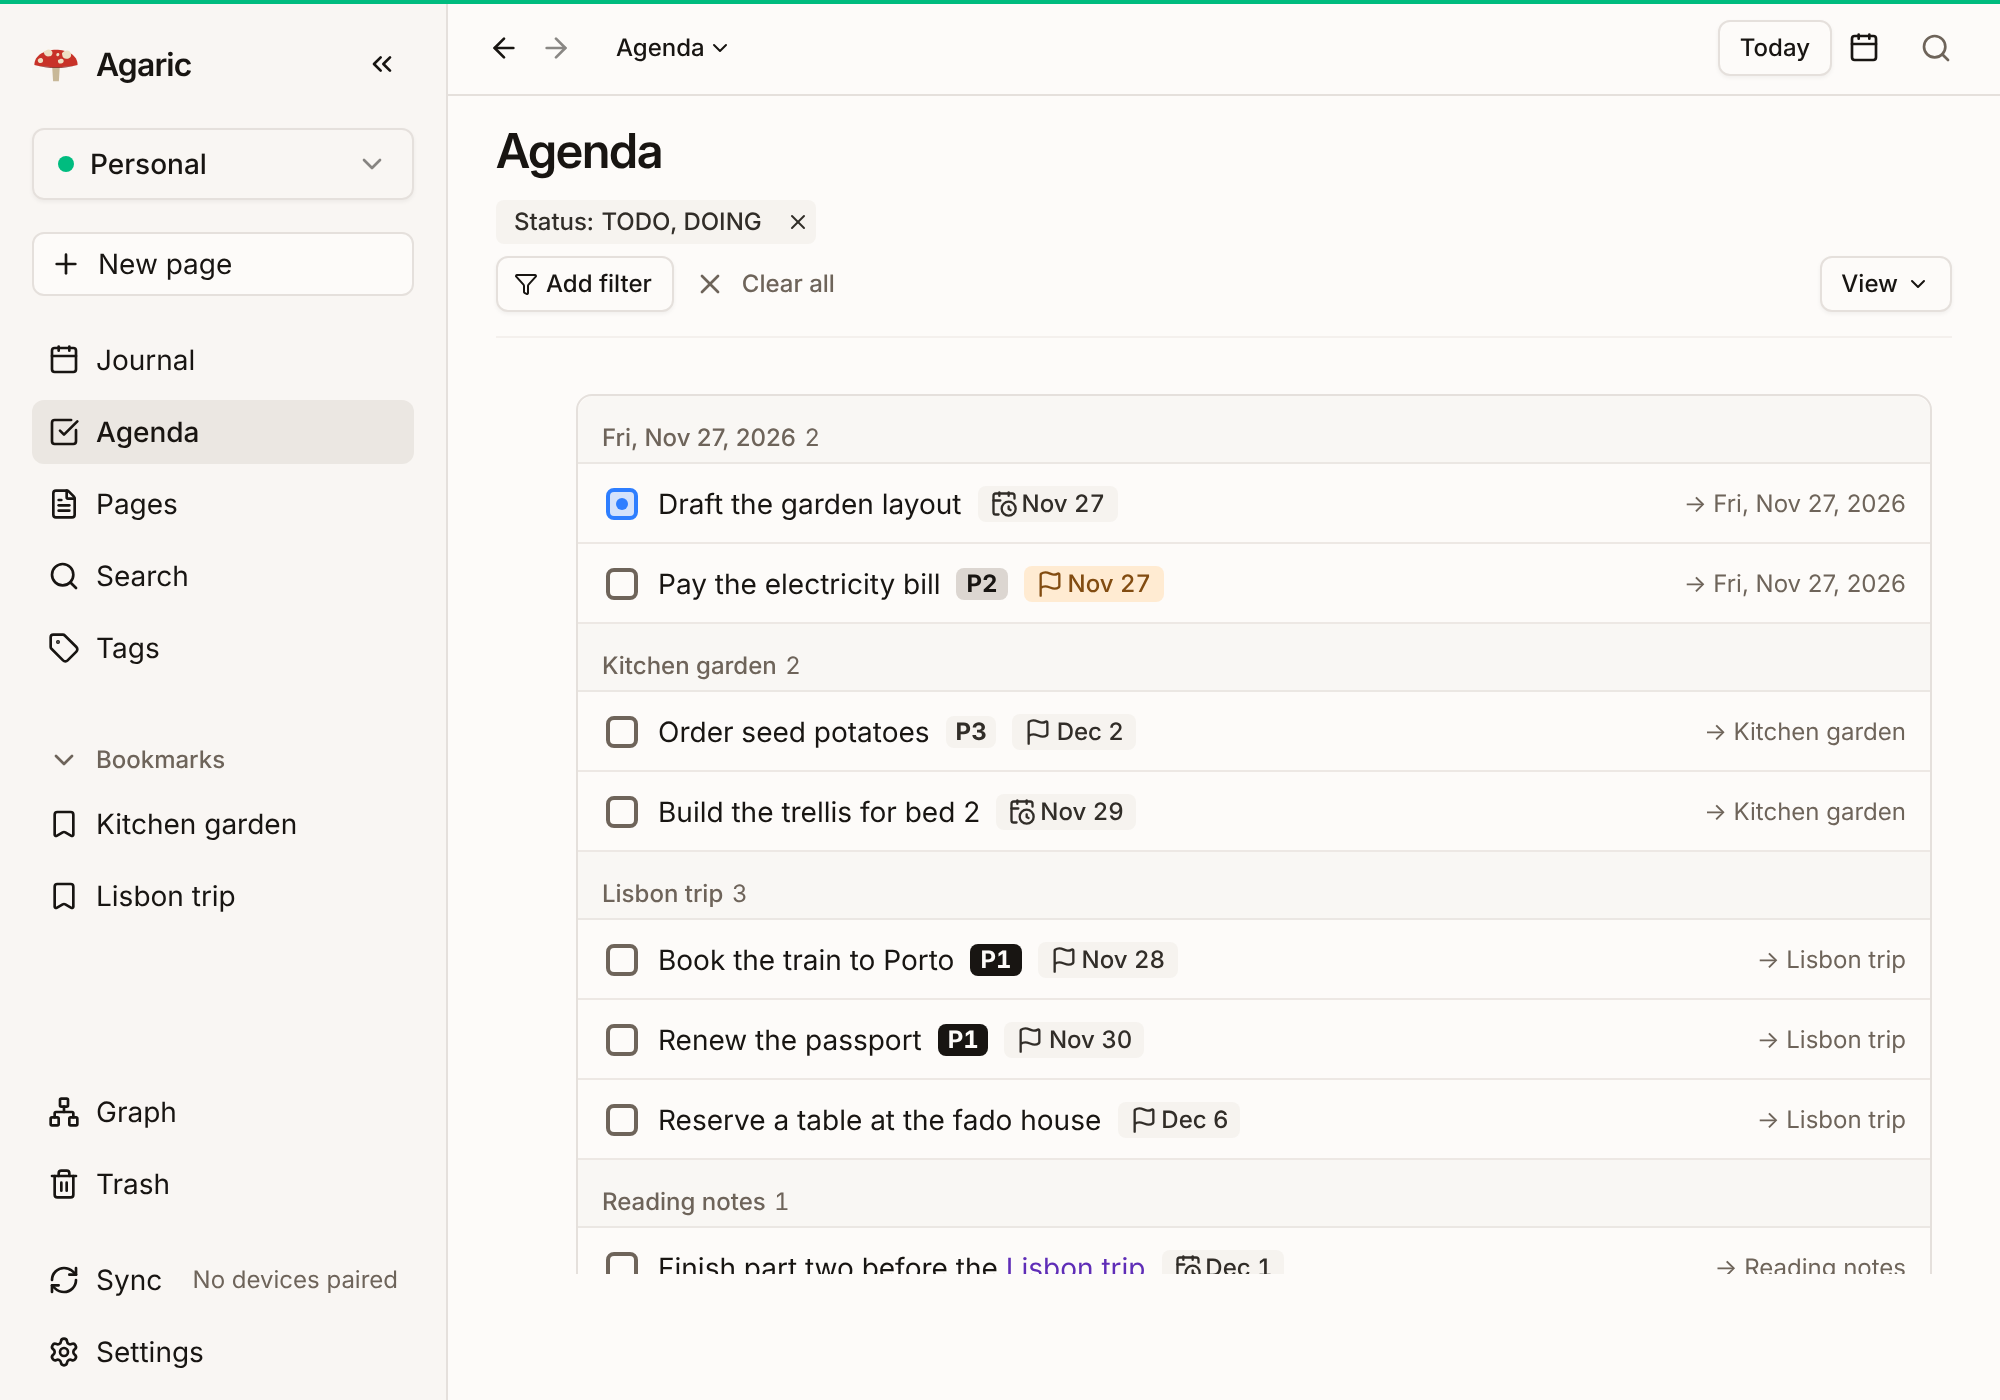 Agaric
Personal
New page
Journal
Agenda
Pages
Search
Tags
Bookmarks
Kitchen garden
Lisbon trip
Graph
Trash
Sync No devices paired
Settings
Agenda
Today
Agenda
Status: TODO, DOING
Add filter
Clear all
View
Fri, Nov 27, 2026 2
Draft the garden layout Nov 27 → Fri, Nov 27, 2026
Pay the electricity bill P2 Nov 27 → Fri, Nov 27, 2026
Kitchen garden 2
Order seed potatoes P3 Dec 2 → Kitchen garden
Build the trellis for bed 2 Nov 29 → Kitchen garden
Lisbon trip 3
Book the train to Porto P1 Nov 28 → Lisbon trip
Renew the passport P1 Nov 30 → Lisbon trip
Reserve a table at the fado house Dec 6 → Lisbon trip
Reading notes 1
Finish part two before the Lisbon trip Dec 1 → Reading notes